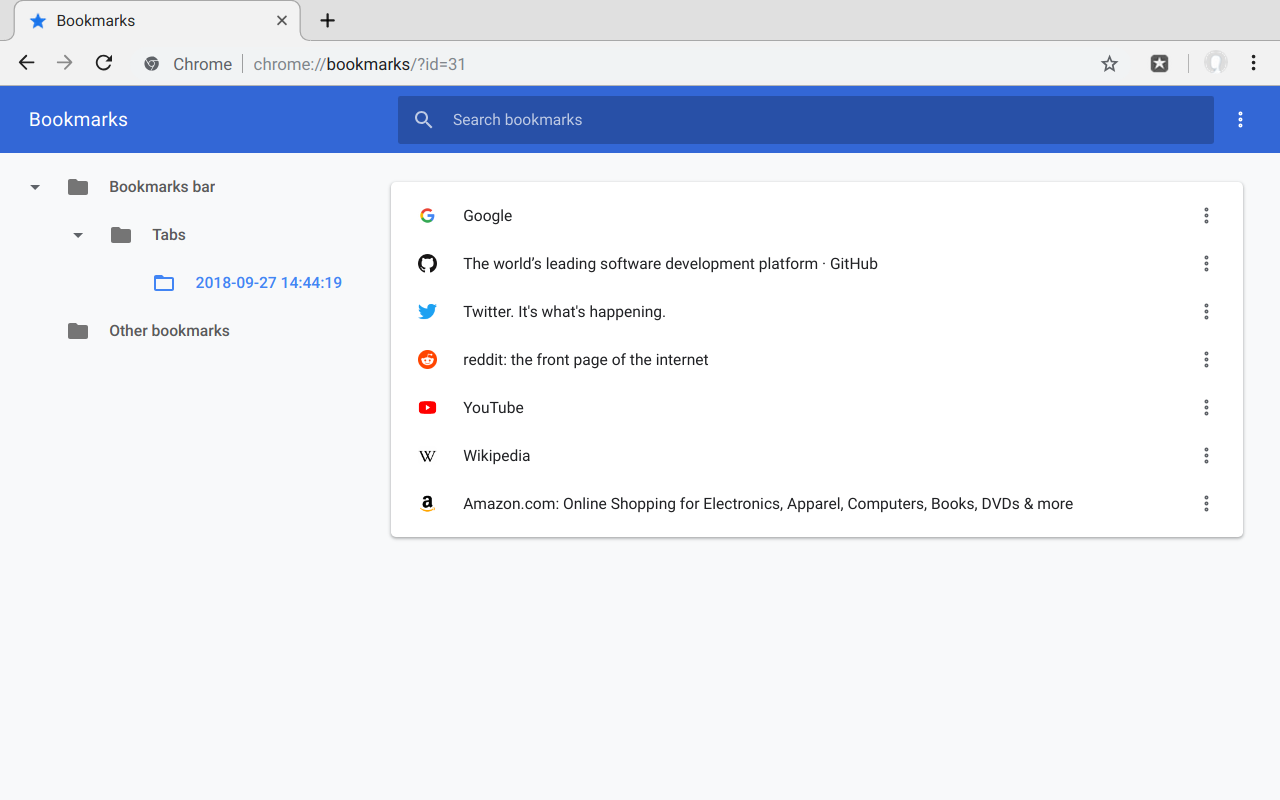 Bookmarks
Chrome chrome://bookmarks/?id=31
Bookmarks
Search bookmarks
Bookmarks bar
Tabs
2018-09-27 14:44:19
Other bookmarks
Google
The world’s leading software development platform · GitHub
Twitter. It's what's happening.
reddit: the front page of the internet
YouTube
Wikipedia
Amazon.com: Online Shopping for Electronics, Apparel, Computers, Books, DVDs & more